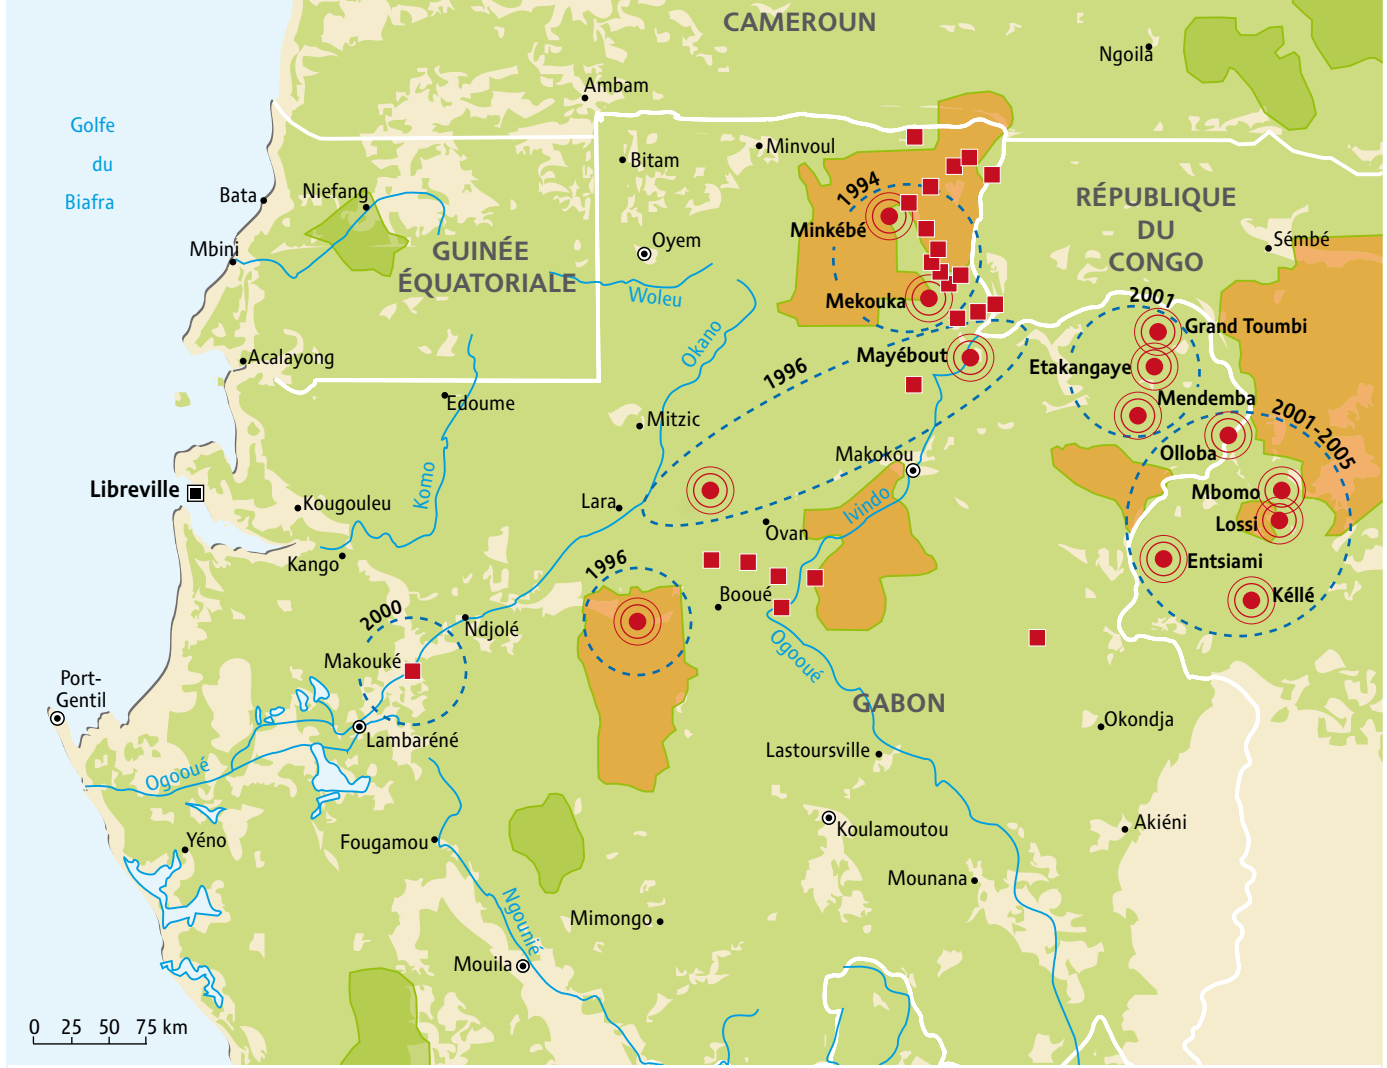 CAMEROUN
Ngoila
Ambam
Golfe
du
Biafra
Bitam
Minvoul
1994
Bata
Niefang
Minkébé
RÉPUBLIQUE
DU
CONGO
Sémbé
Mbini
GUINÉE
ÉQUATORIALE
Oyem
Woleu
Mekouka
2001
Grand Toumbi
Okano
Acalayong
1996
Mayébout
Etakangaye
Edoume
Mendemba
2001-2005
Mitzic
Makokou
Olloba
Libreville
Komo
Mbomo
Kougouleu
Lara
Ivindo
Lossi
Ovan
Kango
1996
Entsiami
Booué
Kéllé
2000
Ndjolé
Makouké
Ogooué
Port-
Gentil
GABON
Okondja
Lambaréné
Lastoursville
Ogooué
Koulamoutou
Akiéni
Yéno
Fougamou
Mounana
Ngounié
Mimongo
Mouila
0 25 50 75 km